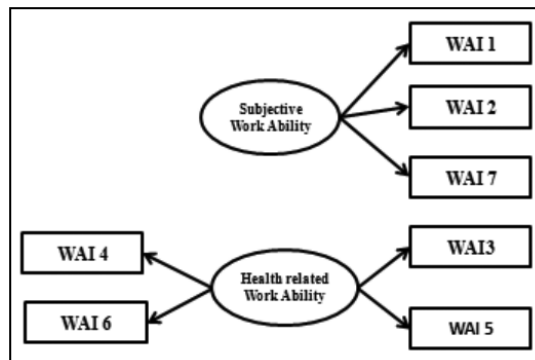 WAI 1
Subjective
Work Ability
WAI 2
WAI 7
WAI 4
WAI 6
Health related
Work Ability
WAI3
WAI 5